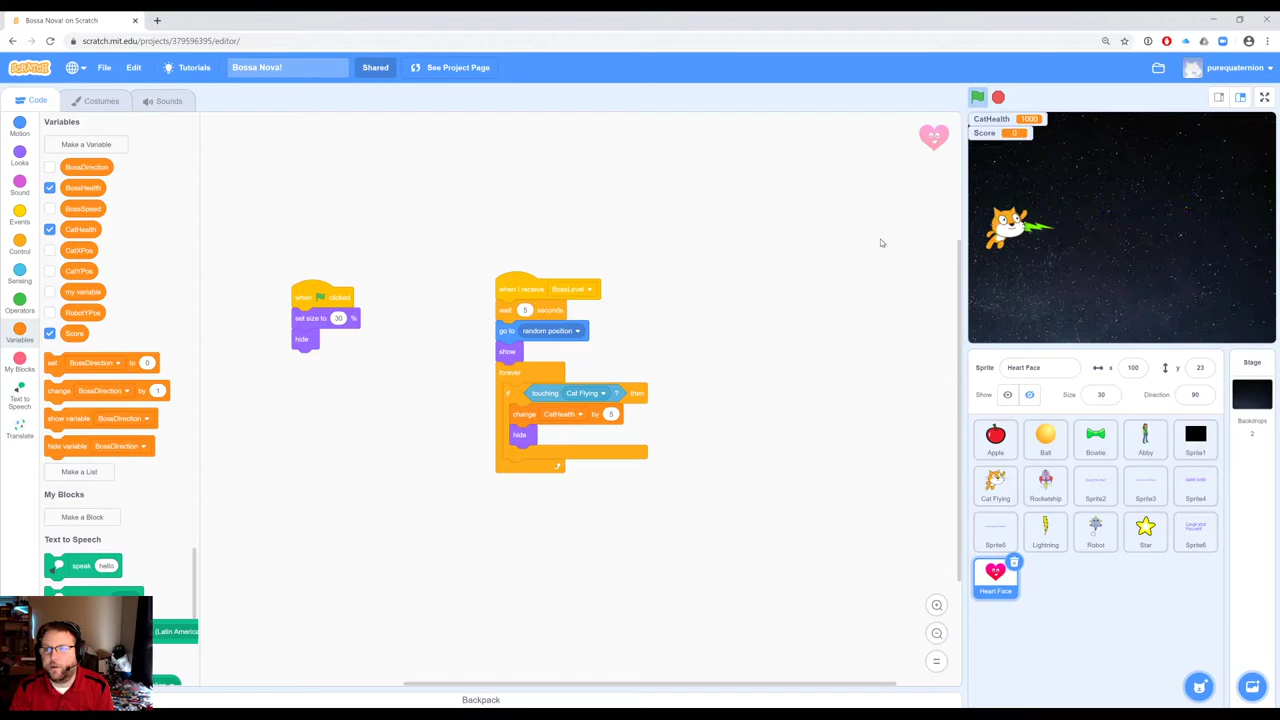 Bossa Nova! on Scratch
scratch.mit.edu/projects/379596395/editor/
SCRATCH File Edit Tutorials Bossa Nova! Shared See Project Page purequaternion
Code Costumes Sounds
Motion
Looks
Sound
Events
Control
Sensing
Operators
Variables
My Blocks
Text to Speech
Translate
Variables
Make a Variable
BossDirection
BossHealth
BossSpeed
CatHealth
CatXPos
CatYPos
my variable
RobotYPos
Score
set BossDirection to 0
change BossDirection by 1
show variable BossDirection
hide variable BossDirection
Make a List
My Blocks
Make a Block
Text to Speech
speak hello
(Latin America
when clicked
set size to 30 %
hide
when I receive BossLevel
wait 5 seconds
go to random position
show
forever
if touching Cat Flying ? then
change CatHealth by 5
hide
Backpack
CatHealth 1000
Score 0
Sprite Heart Face x 100 y 23
Show Size 30 Direction 90
Stage
Backdrops
2
Apple Ball Bowtie Abby Sprite1
Cat Flying Rocketship Sprite2 Sprite3 Sprite4
Sprite5 Lightning Robot Star Sprite6
Heart Face